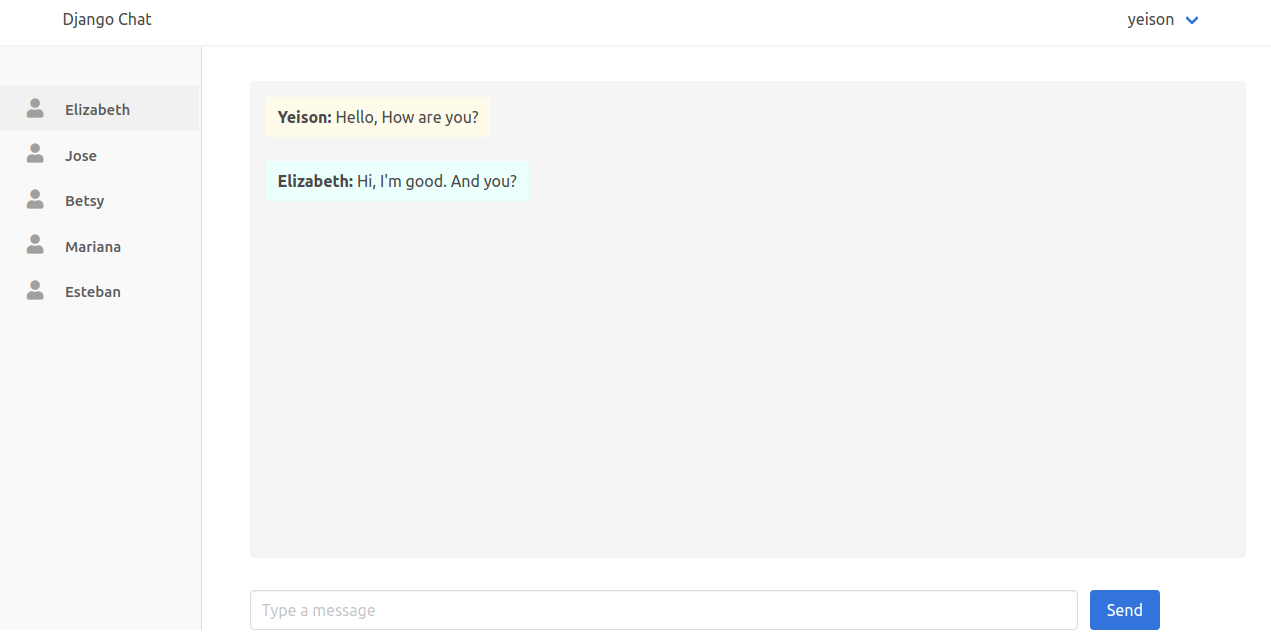 Django Chat
yeison
Elizabeth
Jose
Betsy
Mariana
Esteban
Yeison: Hello, How are you?
Elizabeth: Hi, I'm good. And you?
Type a message
Send